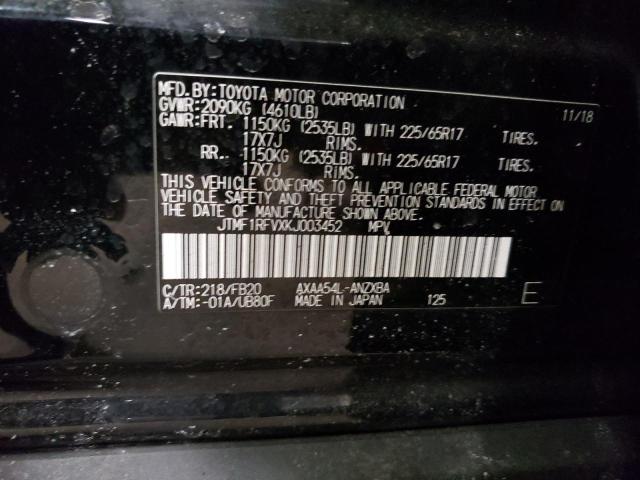 MFD.BY:TOYOTA MOTOR CORPORATION 11/18
GVWR:2090KG (4610LB)
GAWR:FRT. 1150KG (2535LB) WITH 225/65R17 TIRES.
17X7J RIMS.
RR. 1150KG (2535LB) WITH 225/65R17 TIRES.
17X7J RIMS.
THIS VEHICLE CONFORMS TO ALL APPLICABLE FEDERAL MOTOR
VEHICLE SAFETY AND THEFT PREVENTION STANDARDS IN EFFECT ON
THE DATE OF MANUFACTURE SHOWN ABOVE.
JTMF1RFVXKJ003452 MPV
C/TR:218/FB20 AXAA54L-ANZXBA
A/TM:-01A/UB80F MADE IN JAPAN 125 E